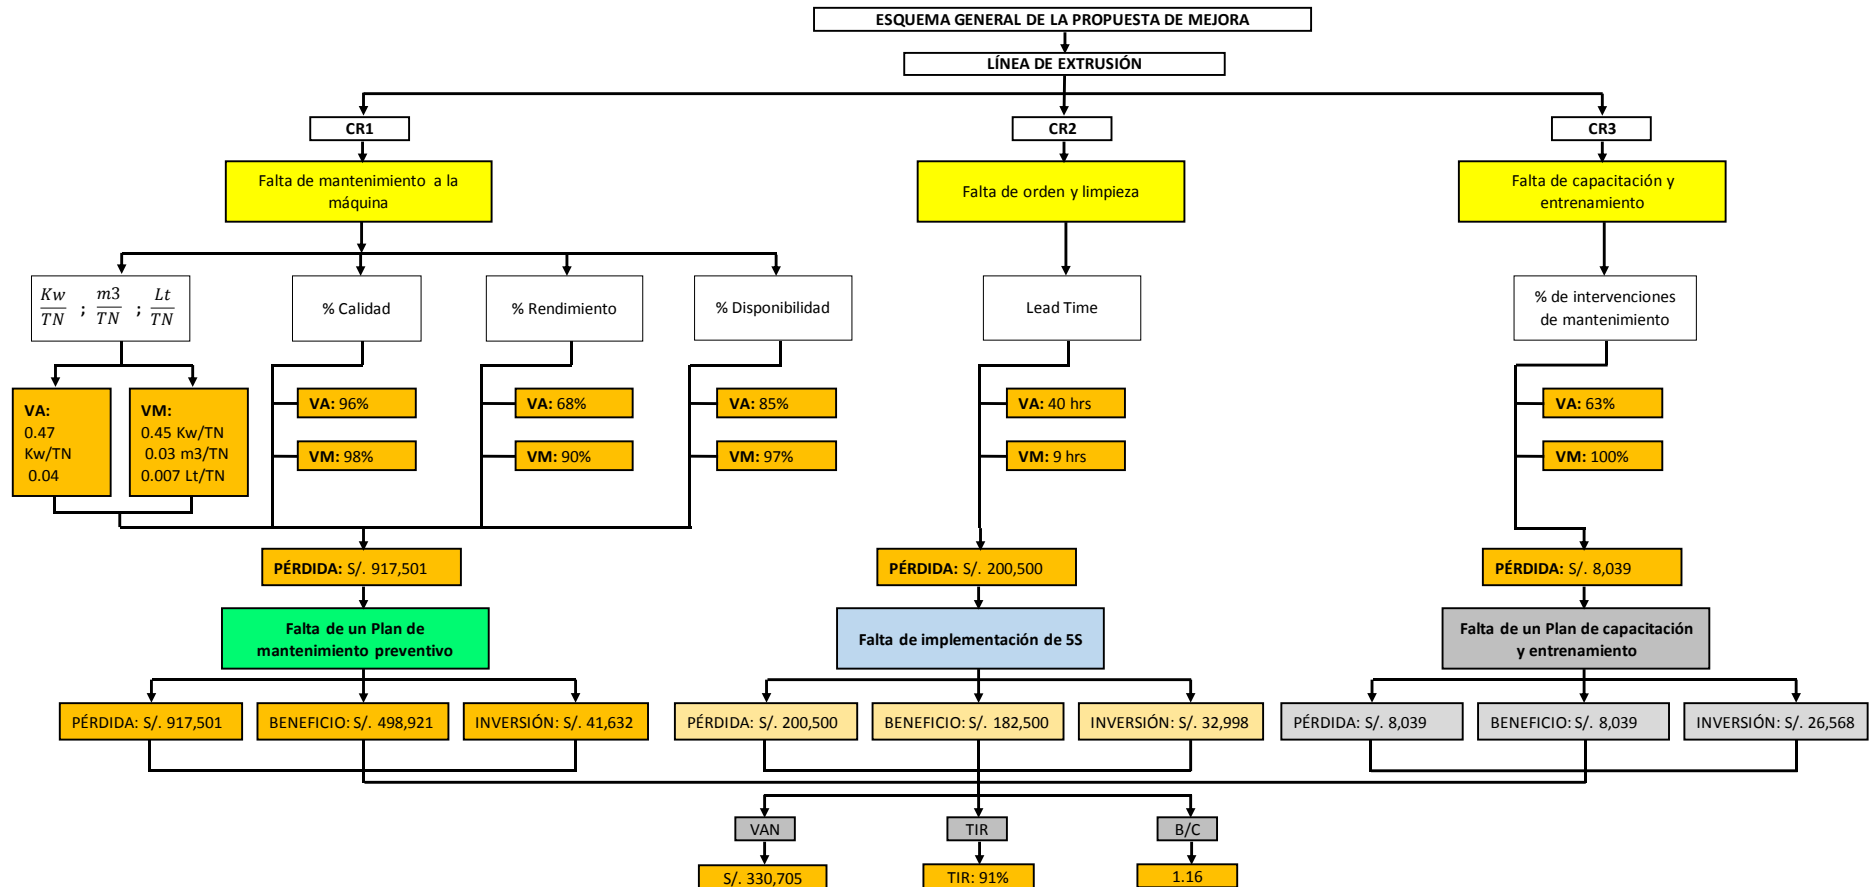 ESQUEMA GENERAL DE LA PROPUESTA DE MEJORA
LÍNEA DE EXTRUSIÓN
CR1
CR2
CR3
Falta de mantenimiento a la
máquina
Falta de orden y limpieza
Falta de capacitación y
entrenamiento
Kw/TN ; m3/TN ; Lt/TN
% Calidad
% Rendimiento
% Disponibilidad
Lead Time
% de intervenciones
de mantenimiento
VA:
0.47
Kw/TN
0.04
VM:
0.45 Kw/TN
0.03 m3/TN
0.007 Lt/TN
VA: 96%
VM: 98%
VA: 68%
VM: 90%
VA: 85%
VM: 97%
VA: 40 hrs
VM: 9 hrs
VA: 63%
VM: 100%
PÉRDIDA: S/. 917,501
PÉRDIDA: S/. 200,500
PÉRDIDA: S/. 8,039
Falta de un Plan de
mantenimiento preventivo
Falta de implementación de 5S
Falta de un Plan de capacitación
y entrenamiento
PÉRDIDA: S/. 917,501
BENEFICIO: S/. 498,921
INVERSIÓN: S/. 41,632
PÉRDIDA: S/. 200,500
BENEFICIO: S/. 182,500
INVERSIÓN: S/. 32,998
PÉRDIDA: S/. 8,039
BENEFICIO: S/. 8,039
INVERSIÓN: S/. 26,568
VAN
TIR
B/C
S/. 330,705
TIR: 91%
1.16